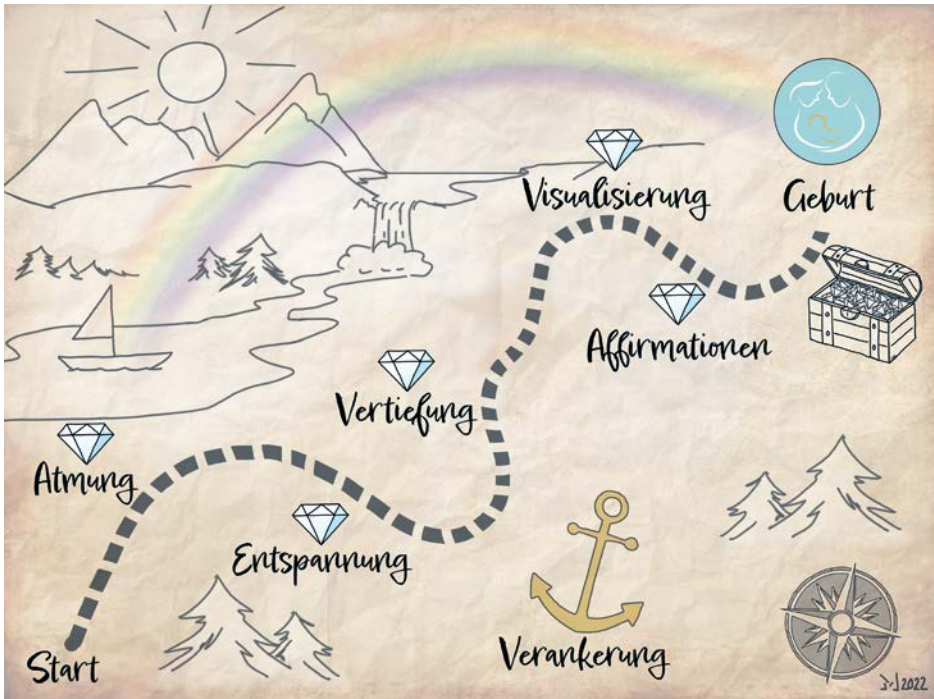 Visualisierung
Geburt
Affirmationen
Vertiefung
Atmung
Entspannung
Verankerung
Start
2022